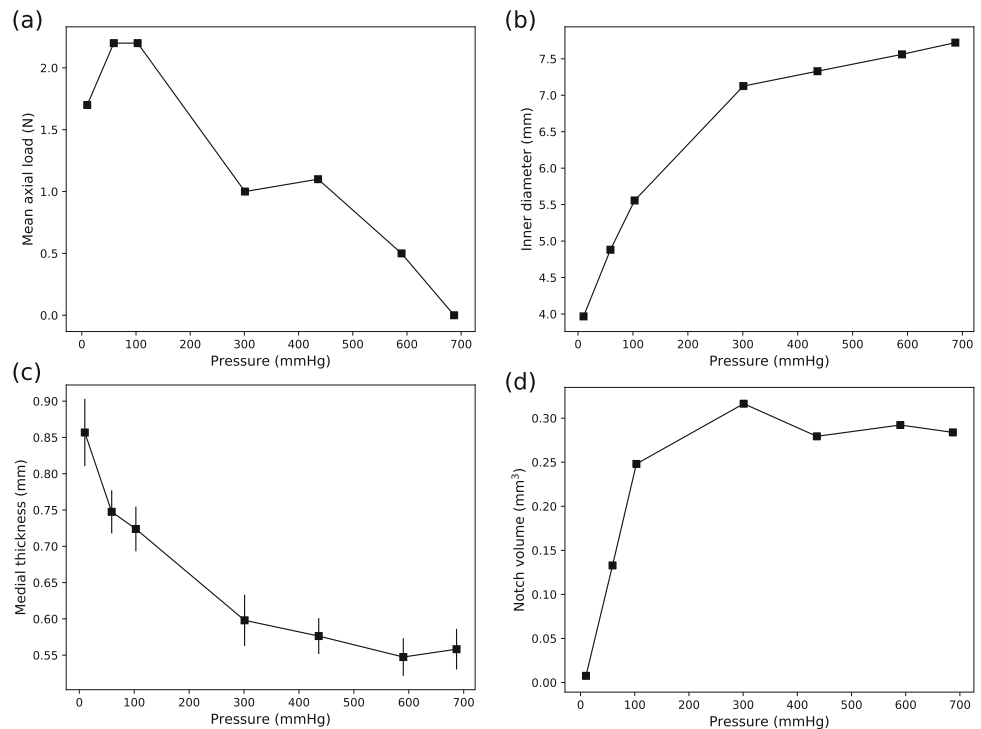 (a)
2.0
1.5
1.0
0.5
0.0
Mean axial load (N)
0 100 200 300 400 500 600 700
Pressure (mmHg)
(b)
7.5
7.0
6.5
6.0
5.5
5.0
4.5
4.0
Inner diameter (mm)
0 100 200 300 400 500 600 700
Pressure (mmHg)
(c)
0.90
0.85
0.80
0.75
0.70
0.65
0.60
0.55
Medial thickness (mm)
0 100 200 300 400 500 600 700
Pressure (mmHg)
(d)
0.30
0.25
0.20
0.15
0.10
0.05
0.00
Notch volume (mm³)
0 100 200 300 400 500 600 700
Pressure (mmHg)